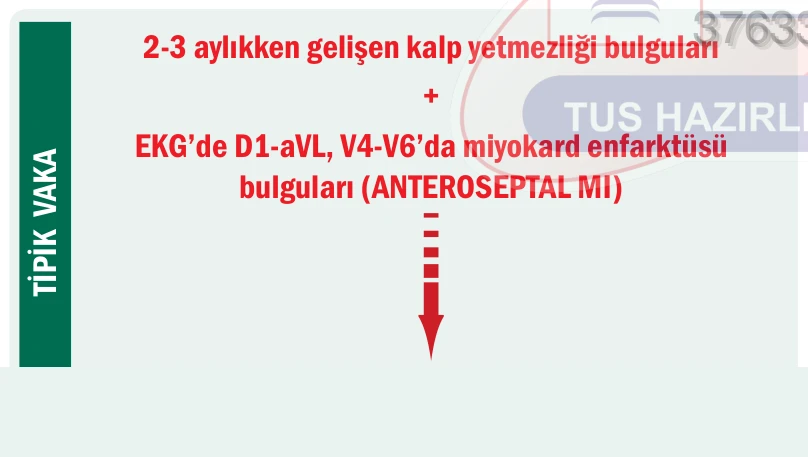 TİPİK VAKA
37633
TUS HAZIRL
2-3 aylıkken gelişen kalp yetmezliği bulguları
+
EKG’de D1-aVL, V4-V6’da miyokard enfarktüsü
bulguları (ANTEROSEPTAL MI)